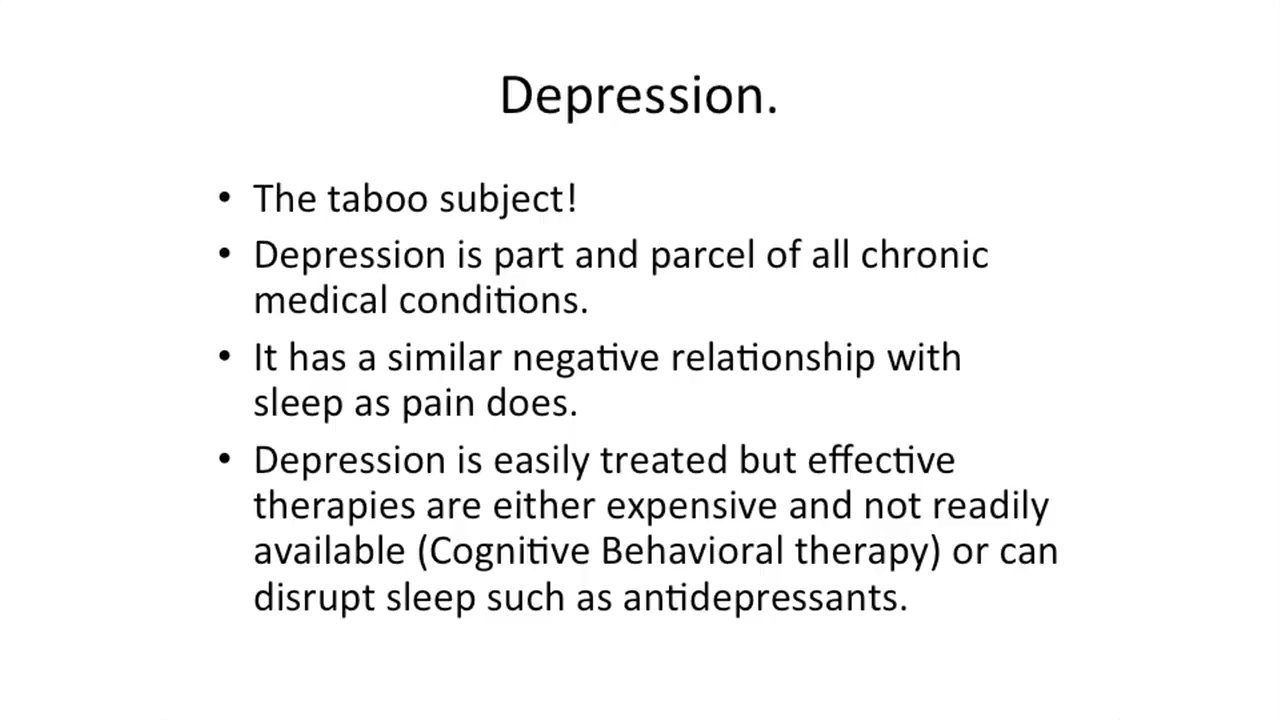 Depression.
• The taboo subject!
• Depression is part and parcel of all chronic
medical conditions.
• It has a similar negative relationship with
sleep as pain does.
• Depression is easily treated but effective
therapies are either expensive and not readily
available (Cognitive Behavioral therapy) or can
disrupt sleep such as antidepressants.